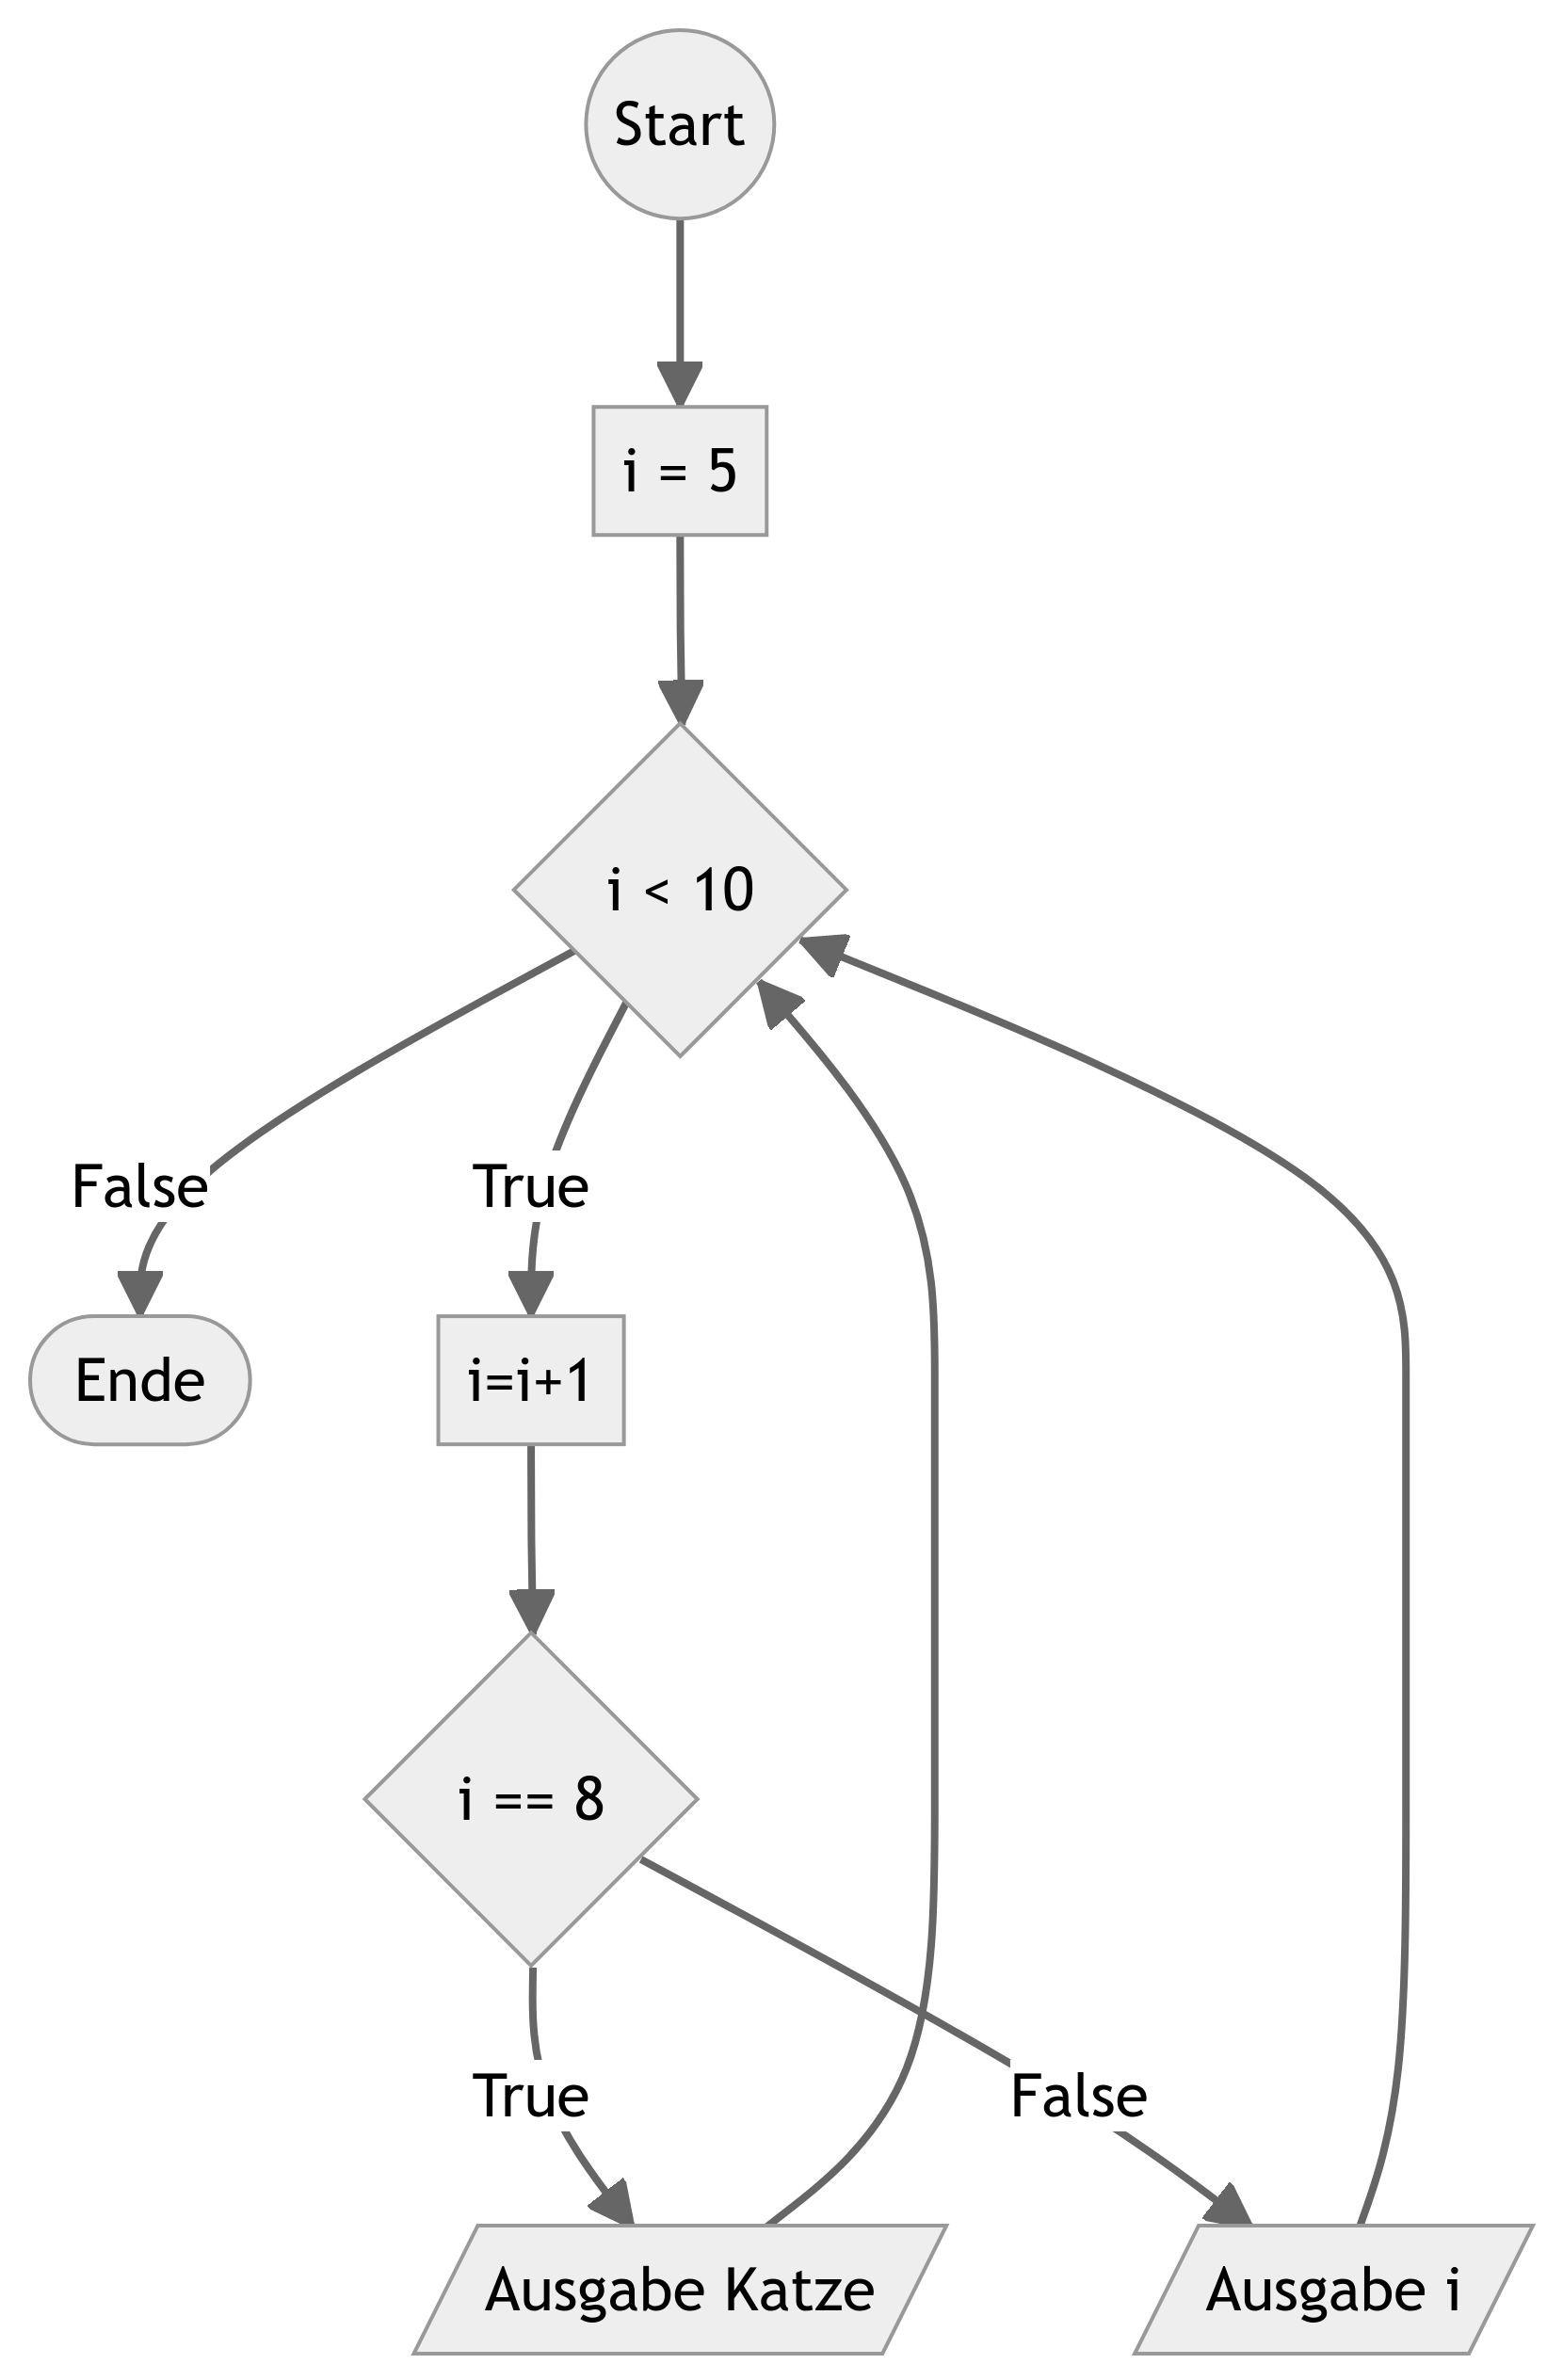 Start
i = 5
i < 10
False
True
Ende
i=i+1
i == 8
True
False
Ausgabe Katze
Ausgabe i